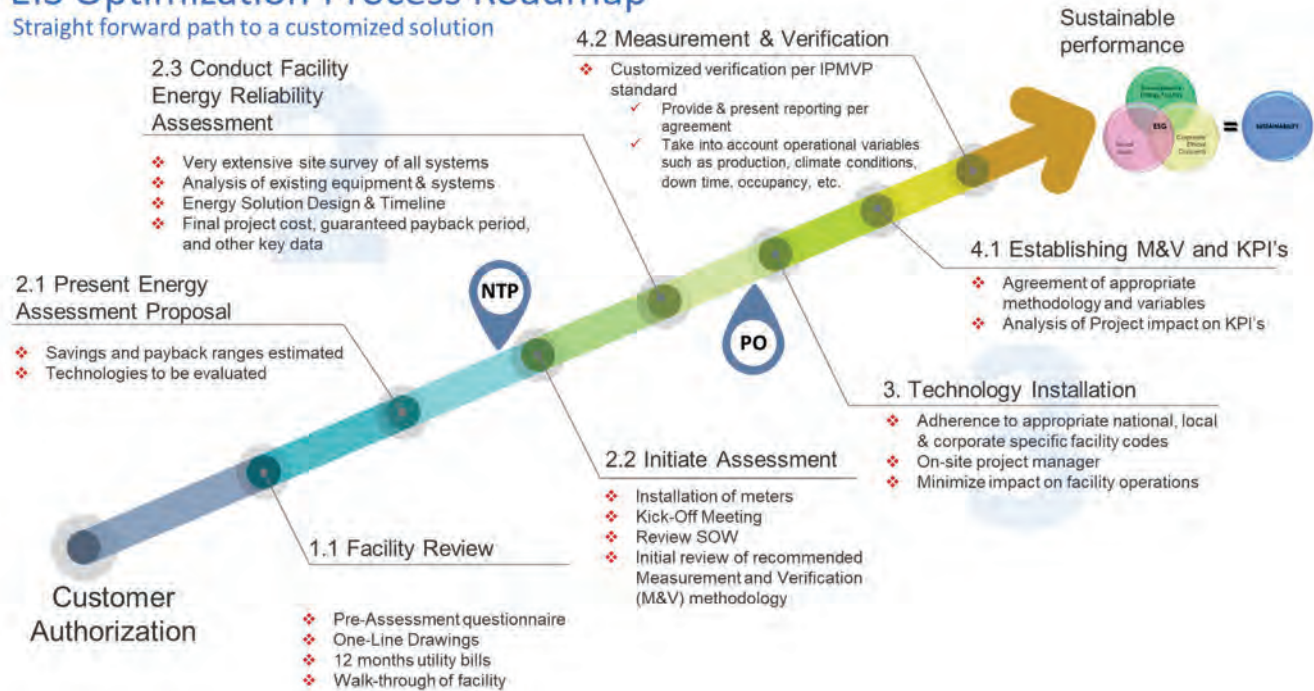 EIS Optimization Process Roadmap
Straight forward path to a customized solution
2.3 Conduct Facility
Energy Reliability
Assessment
❖ Very extensive site survey of all systems
❖ Analysis of existing equipment & systems
❖ Energy Solution Design & Timeline
❖ Final project cost, guaranteed payback period,
and other key data
4.2 Measurement & Verification
❖ Customized verification per IPMVP
standard
✓ Provide & present reporting per
agreement
✓ Take into account operational variables
such as production, climate conditions,
down time, occupancy, etc.
Sustainable
performance
ESG
=
SUSTAINABILITY
2.1 Present Energy
Assessment Proposal
❖ Savings and payback ranges estimated
❖ Technologies to be evaluated
NTP
PO
4.1 Establishing M&V and KPI's
❖ Agreement of appropriate
methodology and variables
❖ Analysis of Project impact on KPI's
3. Technology Installation
❖ Adherence to appropriate national, local
& corporate specific facility codes
❖ On-site project manager
❖ Minimize impact on facility operations
2.2 Initiate Assessment
❖ Installation of meters
❖ Kick-Off Meeting
❖ Review SOW
❖ Initial review of recommended
Measurement and Verification
(M&V) methodology
1.1 Facility Review
❖ Pre-Assessment questionnaire
❖ One-Line Drawings
❖ 12 months utility bills
❖ Walk-through of facility
Customer
Authorization
2
3